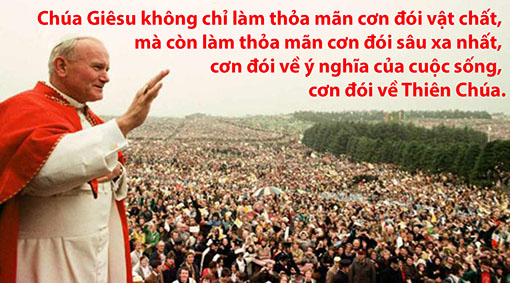 Chúa Giêsu không chỉ làm thỏa mãn cơn đói vật chất,
mà còn làm thỏa mãn cơn đói sâu xa nhất,
cơn đói về ý nghĩa của cuộc sống,
cơn đói về Thiên Chúa.